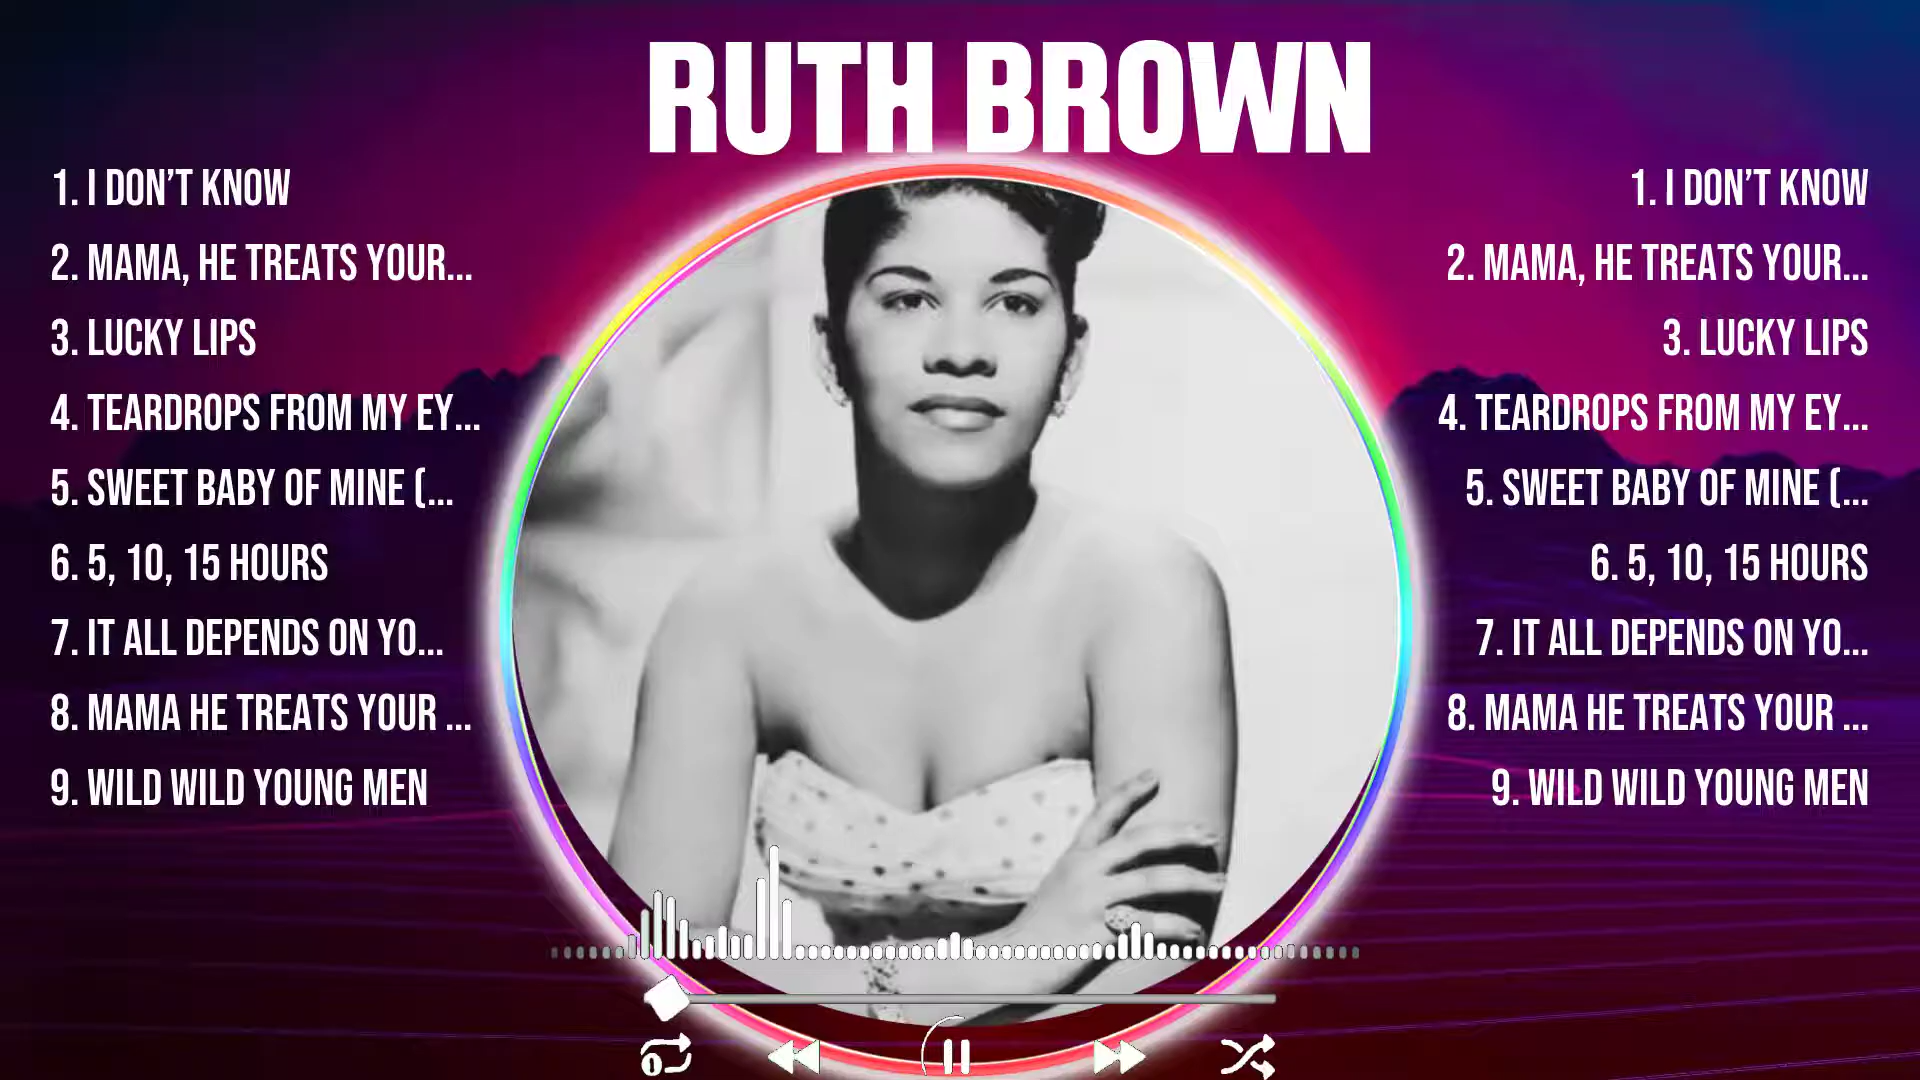 RUTH BROWN
1. I DON'T KNOW
2. MAMA, HE TREATS YOUR...
3. LUCKY LIPS
4. TEARDROPS FROM MY EY...
5. SWEET BABY OF MINE (...
6. 5, 10, 15 HOURS
7. IT ALL DEPENDS ON YO...
8. MAMA HE TREATS YOUR ...
9. WILD WILD YOUNG MEN
1. I DON'T KNOW
2. MAMA, HE TREATS YOUR...
3. LUCKY LIPS
4. TEARDROPS FROM MY EY...
5. SWEET BABY OF MINE (...
6. 5, 10, 15 HOURS
7. IT ALL DEPENDS ON YO...
8. MAMA HE TREATS YOUR ...
9. WILD WILD YOUNG MEN